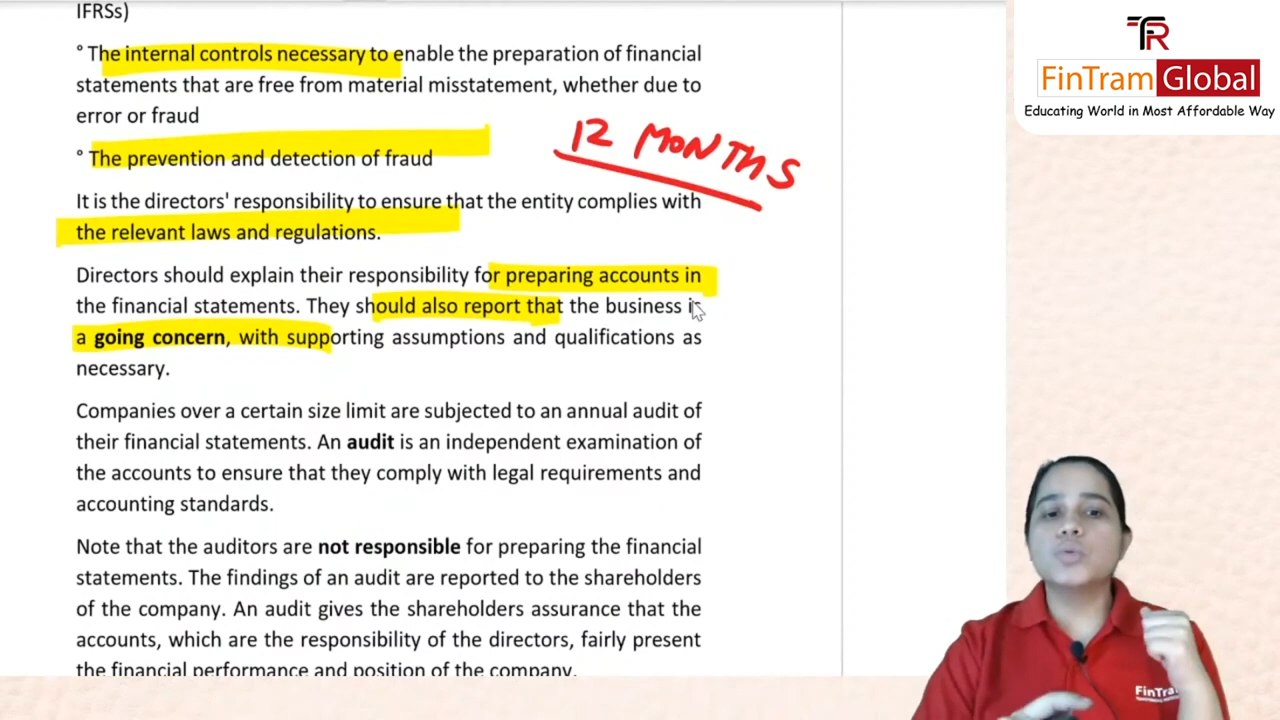 IFRSs)
° The internal controls necessary to enable the preparation of financial
statements that are free from material misstatement, whether due to
error or fraud
° The prevention and detection of fraud
12 MONTHS
It is the directors' responsibility to ensure that the entity complies with
the relevant laws and regulations.
Directors should explain their responsibility for preparing accounts in
the financial statements. They should also report that the business
a going concern, with supporting assumptions and qualifications as
necessary.
Companies over a certain size limit are subjected to an annual audit of
their financial statements. An audit is an independent examination of
the accounts to ensure that they comply with legal requirements and
accounting standards.
Note that the auditors are not responsible for preparing the financial
statements. The findings of an audit are reported to the shareholders
of the company. An audit gives the shareholders assurance that the
accounts, which are the responsibility of the directors, fairly present
the financial performance and position of the company.
FinTram Global
Educating World in Most Affordable Way